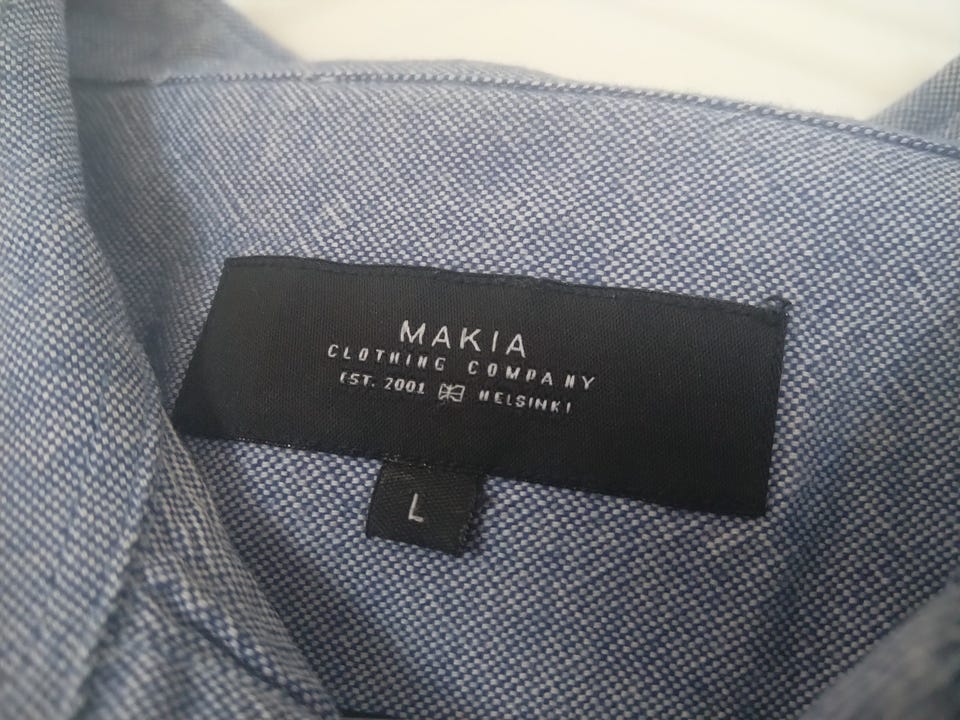 MAKIA
CLOTHING COMPANY
EST. 2001 HELSINKI
L